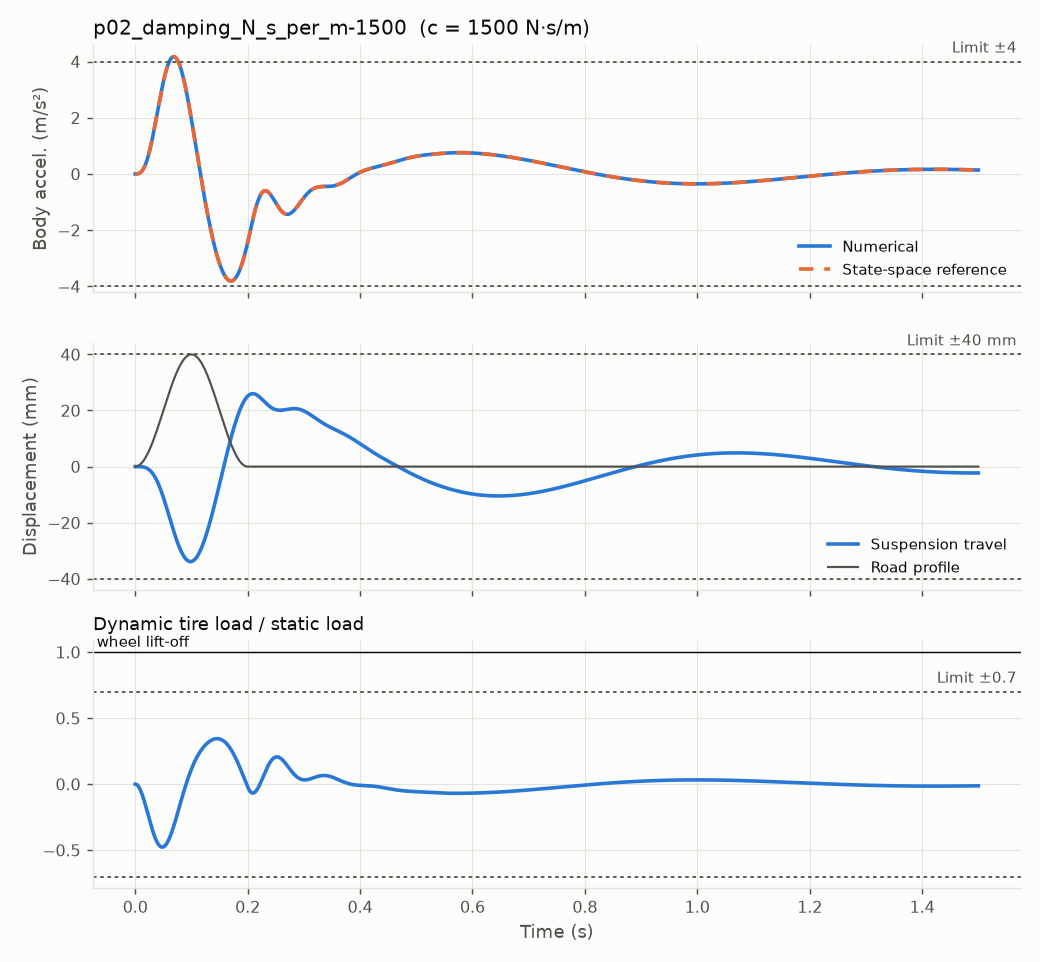 p02_damping_N_s_per_m-1500 (c = 1500 N·s/m)
Limit ±4
4
2
0
−2
−4
Body accel. (m/s²)
Numerical
State-space reference
Limit ±40 mm
40
20
0
−20
−40
Displacement (mm)
Suspension travel
Road profile
Dynamic tire load / static load
wheel lift-off
1.0
Limit ±0.7
0.5
0.0
−0.5
0.0 0.2 0.4 0.6 0.8 1.0 1.2 1.4
Time (s)